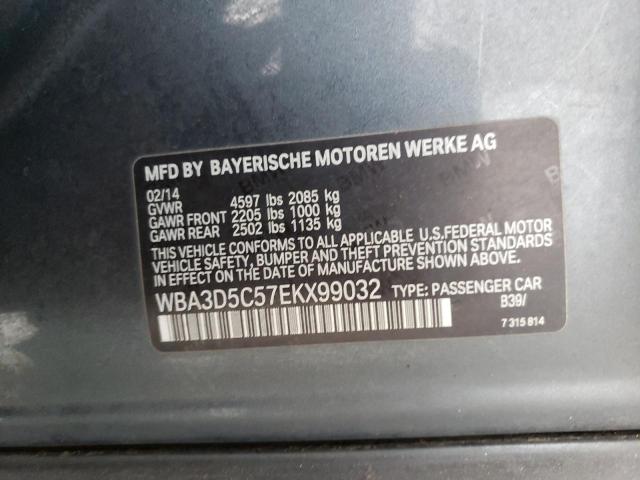 MFD BY BAYERISCHE MOTOREN WERKE AG
02/14
GVWR 4597 lbs 2085 kg
GAWR FRONT 2205 lbs 1000 kg
GAWR REAR 2502 lbs 1135 kg
THIS VEHICLE CONFORMS TO ALL APPLICABLE U.S.FEDERAL MOTOR
VEHICLE SAFETY, BUMPER AND THEFT PREVENTION STANDARDS
IN EFFECT ON THE DATE OF MANUFACTURE SHOWN ABOVE.
WBA3D5C57EKX99032 TYPE: PASSENGER CAR
B39/
7 315 814